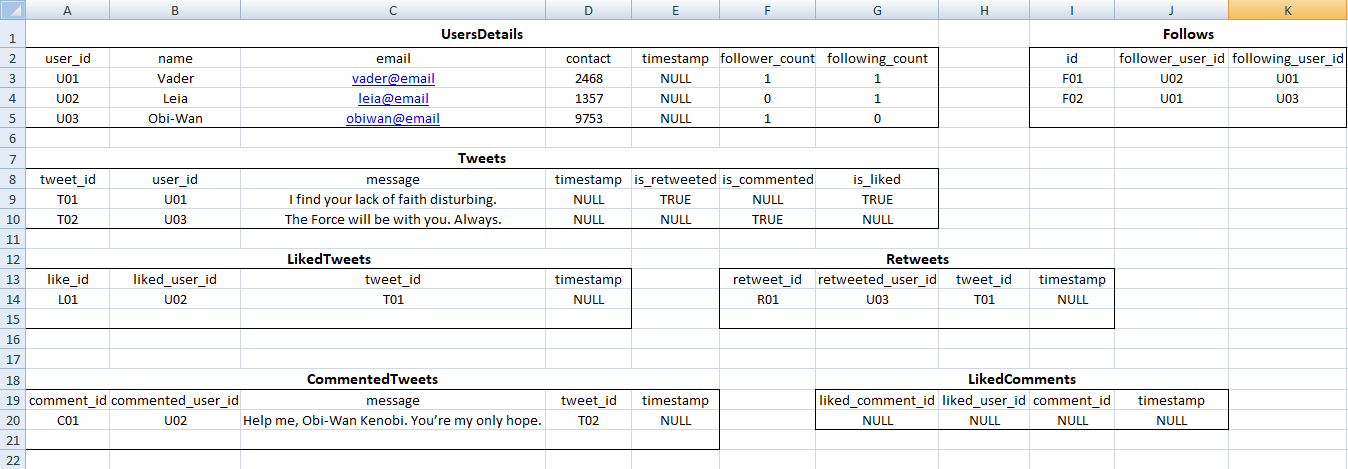 A B C D E F G H I J K
1 UsersDetails Follows
2 user_id name email contact timestamp follower_count following_count id follower_user_id following_user_id
3 U01 Vader vader@email 2468 NULL 1 1 F01 U02 U01
4 U02 Leia leia@email 1357 NULL 0 1 F02 U01 U03
5 U03 Obi-Wan obiwan@email 9753 NULL 1 0
6
7 Tweets
8 tweet_id user_id message timestamp is_retweeted is_commented is_liked
9 T01 U01 I find your lack of faith disturbing. NULL TRUE NULL TRUE
10 T02 U03 The Force will be with you. Always. NULL NULL TRUE NULL
11
12 LikedTweets Retweets
13 like_id liked_user_id tweet_id timestamp retweet_id retweeted_user_id tweet_id timestamp
14 L01 U02 T01 NULL R01 U03 T01 NULL
15
16
17
18 CommentedTweets LikedComments
19 comment_id commented_user_id message tweet_id timestamp liked_comment_id liked_user_id comment_id timestamp
20 C01 U02 Help me, Obi-Wan Kenobi. You’re my only hope. T02 NULL NULL NULL NULL NULL
21
22